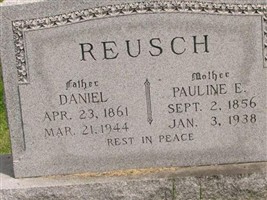 REUSCH
Father
DANIEL
APR. 23, 1861
MAR. 21, 1944
Mother
PAULINE E.
SEPT. 2, 1856
JAN. 3, 1938
REST IN PEACE